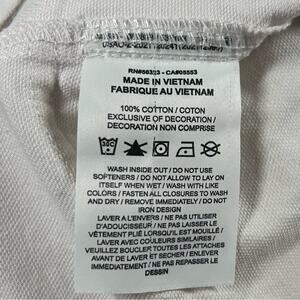 RN#56323 - CA#05553
MADE IN VIETNAM
FABRIQUE AU VIETNAM
100% COTTON / COTON
EXCLUSIVE OF DECORATION /
DECORATION NON COMPRISE
30C
WASH INSIDE OUT / DO NOT USE
SOFTENERS / DO NOT ALLOW TO LAY ON
ITSELF WHEN WET / WASH WITH LIKE
COLORS / FASTEN ALL CLOSURES TO WASH
AND DRY / REMOVE IMMEDIATELY / DO NOT
IRON DESIGN
LAVER A L'ENVERS / NE PAS UTILISER
D'ADOUCISSEUR / NE PAS LAISSER LE
VÊTEMENT PLIÉ LORSQU'IL EST MOUILLÉ /
LAVER AVEC COULEURS SIMILAIRES /
VEUILLEZ BOUCLER TOUTES LES ATTACHES
AVANT DE LAVER ET SECHER / ENLEVER
IMMEDIATEMENT / NE PAS REPASSER LE
DESSIN